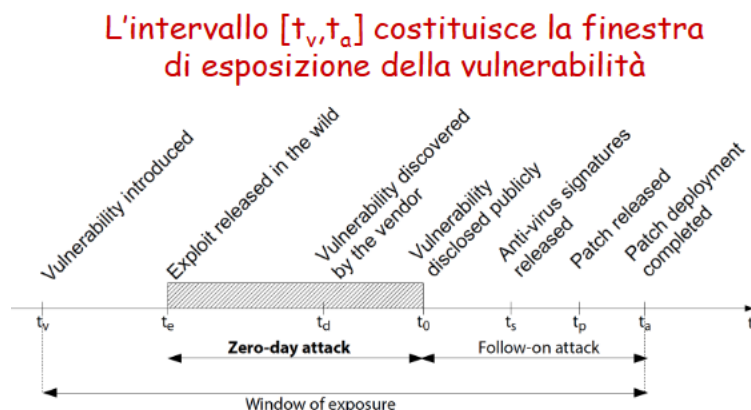 L'intervallo [tv,ta] costituisce la finestra
di esposizione della vulnerabilità
Vulnerability introduced
Exploit released in the wild
Vulnerability discovered
by the vendor
Vulnerability
disclosed publicly
Anti-virus signatures
released
Patch released
Patch deployment
completed
tv
te
td
t0
ts
tp
ta
t
Zero-day attack
Follow-on attack
Window of exposure